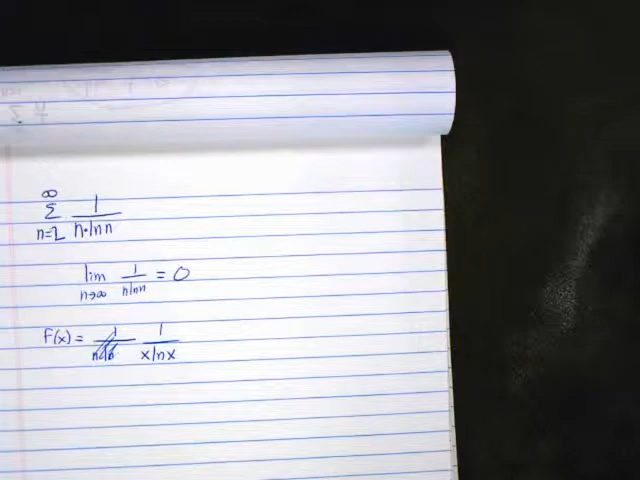 ∞
Σ 1/(n·ln n)
n=2
lim 1/(n ln n) = 0
n→∞
F(x) = 1/(x ln x)